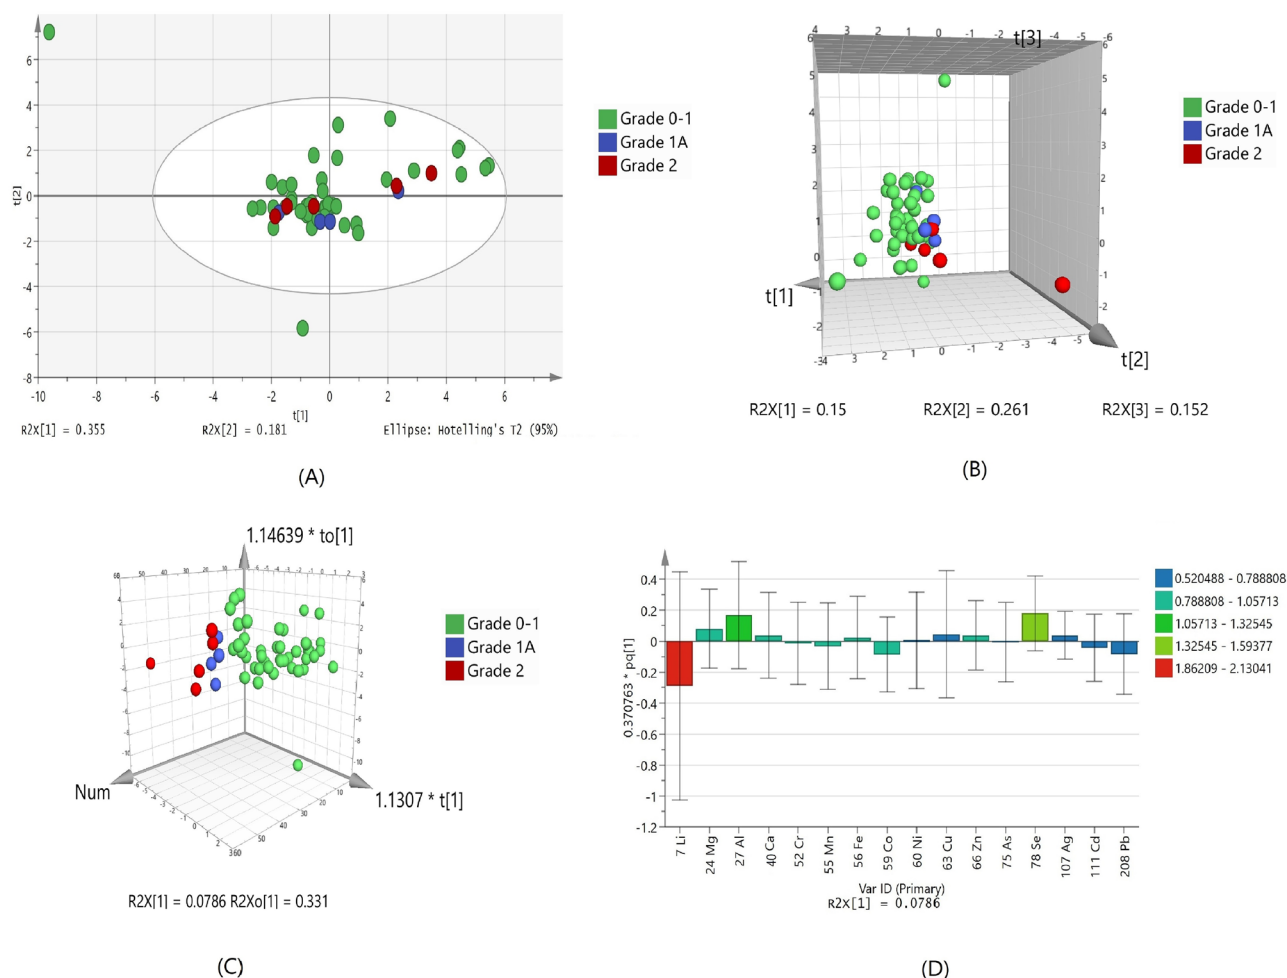 6
4
2
0
-2
-4
-6
-8
t[2]
-10
-8
-6
-4
-2
0
2
4
6
t[1]
R2X[1] = 0.355
R2X[2] = 0.181
Ellipse: Hotelling's T2 (95%)
Grade 0-1
Grade 1A
Grade 2
(A)
t[3]
t[1]
t[2]
Grade 0-1
Grade 1A
Grade 2
R2X[1] = 0.15
R2X[2] = 0.261
R2X[3] = 0.152
(B)
1.14639 * to[1]
Num
1.1307 * t[1]
Grade 0-1
Grade 1A
Grade 2
R2X[1] = 0.0786 R2Xo[1] = 0.331
(C)
0.370763 * pq[1]
0.4
0.2
0
-0.2
-0.4
-0.6
-0.8
-1
-1.2
7 Li
24 Mg
27 Al
40 Ca
52 Cr
55 Mn
56 Fe
59 Co
60 Ni
63 Cu
66 Zn
75 As
78 Se
107 Ag
111 Cd
208 Pb
Var ID (Primary)
R2X[1] = 0.0786
0.520488 - 0.788808
0.788808 - 1.05713
1.05713 - 1.32545
1.32545 - 1.59377
1.86209 - 2.13041
(D)